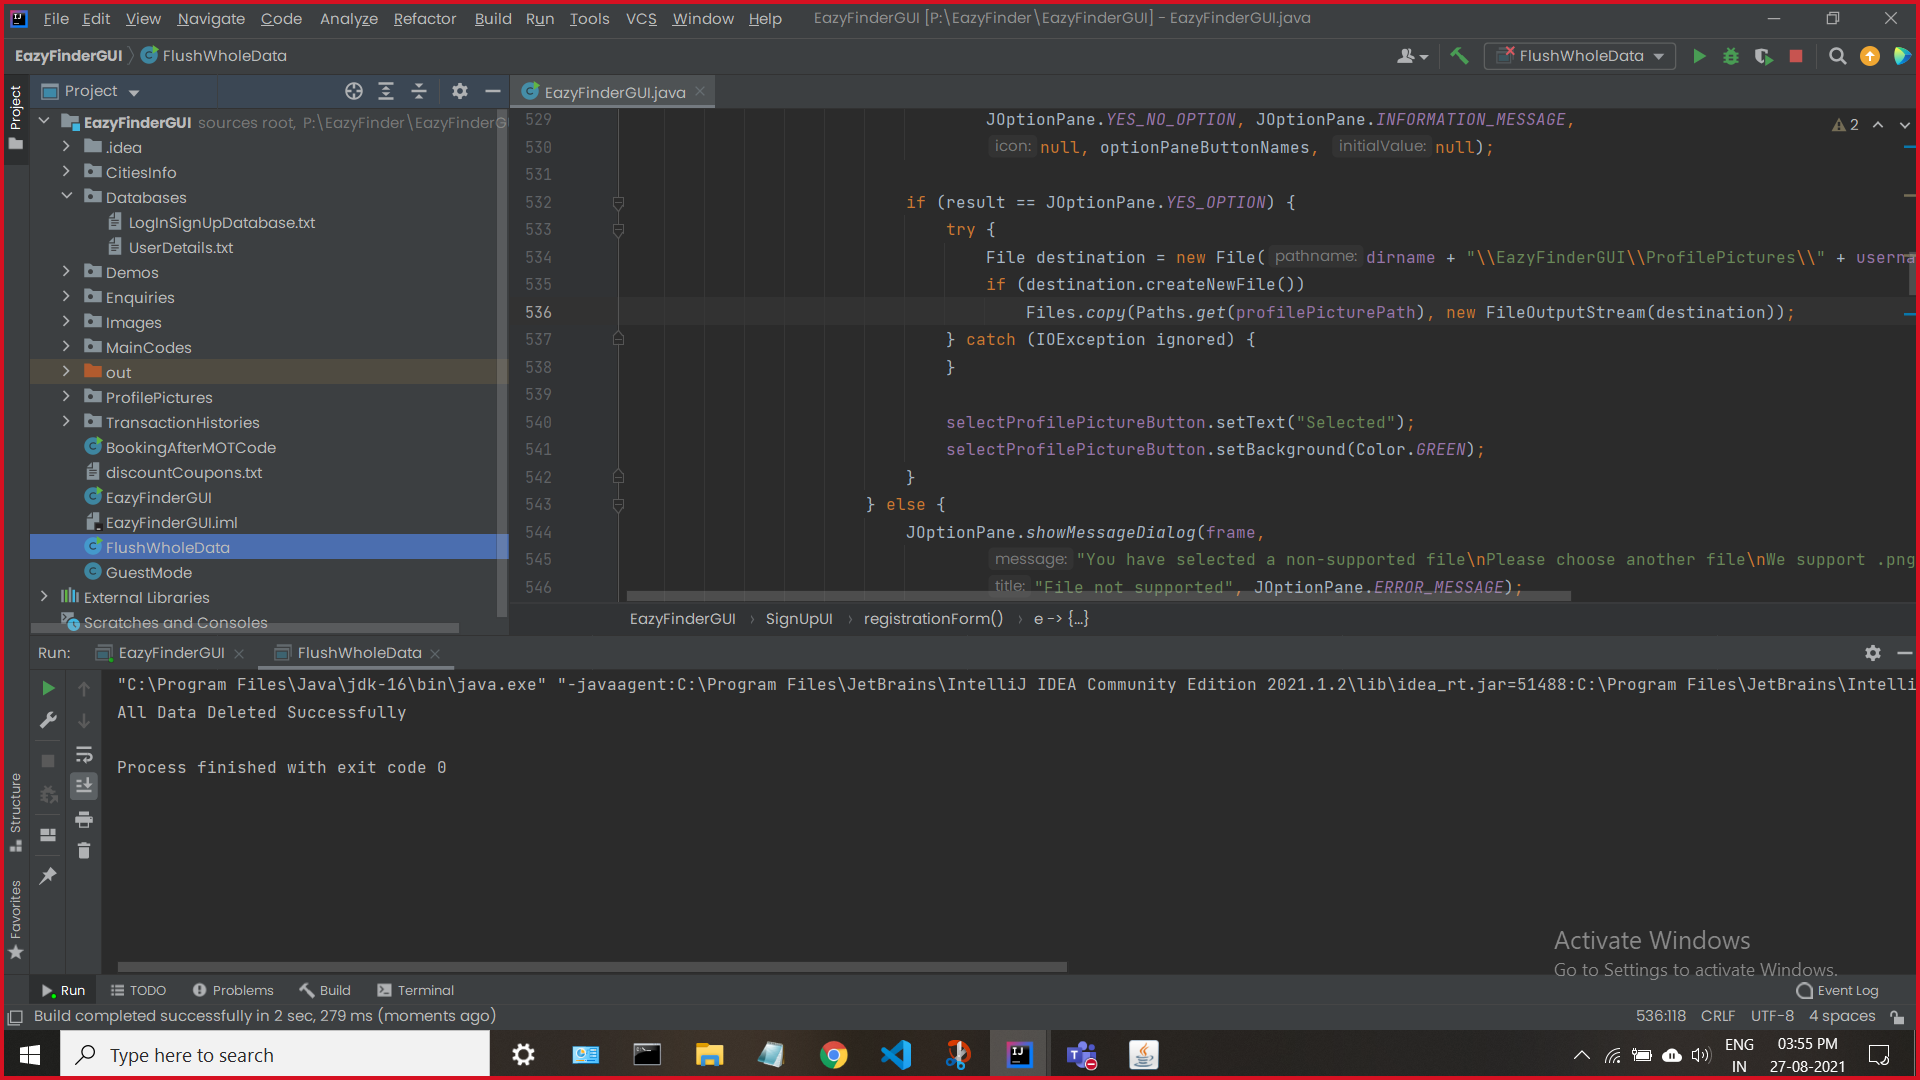 File Edit View Navigate Code Analyze Refactor Build Run Tools VCS Window Help EazyFinderGUI [P:\EazyFinder\EazyFinderGUI] - EazyFinderGUI.java
EazyFinderGUI FlushWholeData FlushWholeData
Project
Project
EazyFinderGUI.java
EazyFinderGUI sources root, P:\EazyFinder\EazyFinderG
.idea
CitiesInfo
Databases
LogInSignUpDatabase.txt
UserDetails.txt
Demos
Enquiries
Images
MainCodes
out
ProfilePictures
TransactionHistories
BookingAfterMOTCode
discountCoupons.txt
EazyFinderGUI
EazyFinderGUI.iml
FlushWholeData
GuestMode
External Libraries
Scratches and Consoles
2
529 JOptionPane.YES_NO_OPTION, JOptionPane.INFORMATION_MESSAGE,
530 icon: null, optionPaneButtonNames, initialValue: null);
531
532 if (result == JOptionPane.YES_OPTION) {
533 try {
534 File destination = new File( pathname: dirname + "\\EazyFinderGUI\\ProfilePictures\\" + userna
535 if (destination.createNewFile())
536 Files.copy(Paths.get(profilePicturePath), new FileOutputStream(destination));
537 } catch (IOException ignored) {
538 }
539
540 selectProfilePictureButton.setText("Selected");
541 selectProfilePictureButton.setBackground(Color.GREEN);
542 }
543 } else {
544 JOptionPane.showMessageDialog(frame,
545 message: "You have selected a non-supported file\nPlease choose another file\nWe support .png
546 title: "File not supported", JOptionPane.ERROR_MESSAGE);
EazyFinderGUI › SignUpUI › registrationForm() › e -> {...}
Run: EazyFinderGUI FlushWholeData
"C:\Program Files\Java\jdk-16\bin\java.exe" "-javaagent:C:\Program Files\JetBrains\IntelliJ IDEA Community Edition 2021.1.2\lib\idea_rt.jar=51488:C:\Program Files\JetBrains\Intelli
All Data Deleted Successfully
Process finished with exit code 0
Structure
Favorites
Activate Windows
Go to Settings to activate Windows.
Run TODO Problems Build Terminal Event Log
Build completed successfully in 2 sec, 279 ms (moments ago) 536:118 CRLF UTF-8 4 spaces
Type here to search
ENG
IN
03:55 PM
27-08-2021